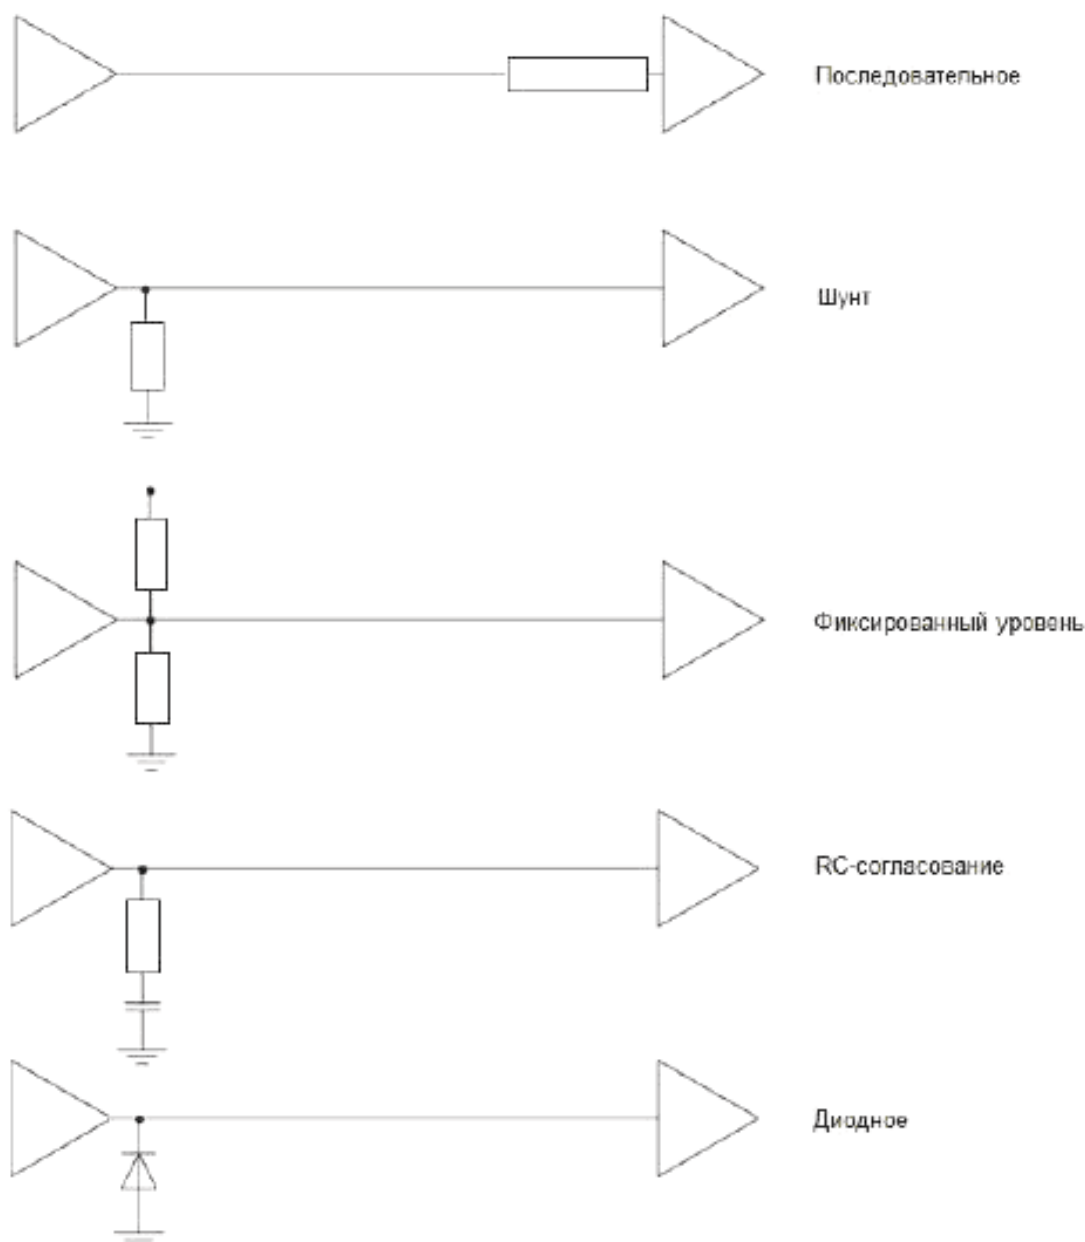 Последовательное
Шунт
Фиксированный уровень
RC-согласование
Диодное